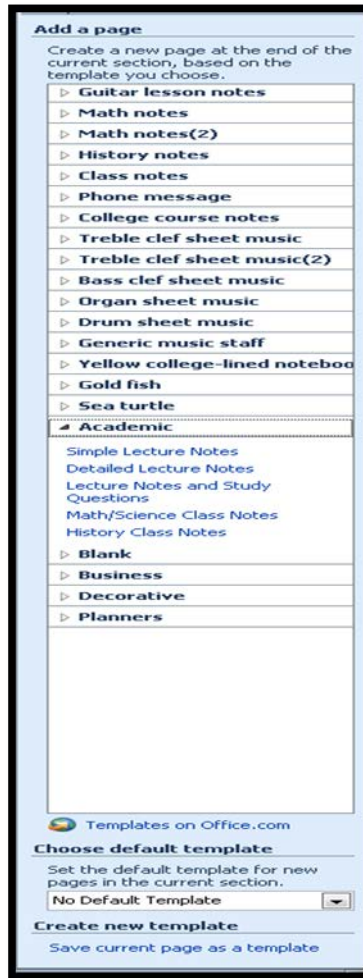 Add a page
Create a new page at the end of the
current section, based on the
template you choose.
Guitar lesson notes
Math notes
Math notes(2)
History notes
Class notes
Phone message
College course notes
Treble clef sheet music
Treble clef sheet music(2)
Bass clef sheet music
Organ sheet music
Drum sheet music
Generic music staff
Yellow college-lined noteboo
Gold fish
Sea turtle
Academic
Simple Lecture Notes
Detailed Lecture Notes
Lecture Notes and Study
Questions
Math/Science Class Notes
History Class Notes
Blank
Business
Decorative
Planners
Templates on Office.com
Choose default template
Set the default template for new
pages in the current section.
No Default Template
Create new template
Save current page as a template